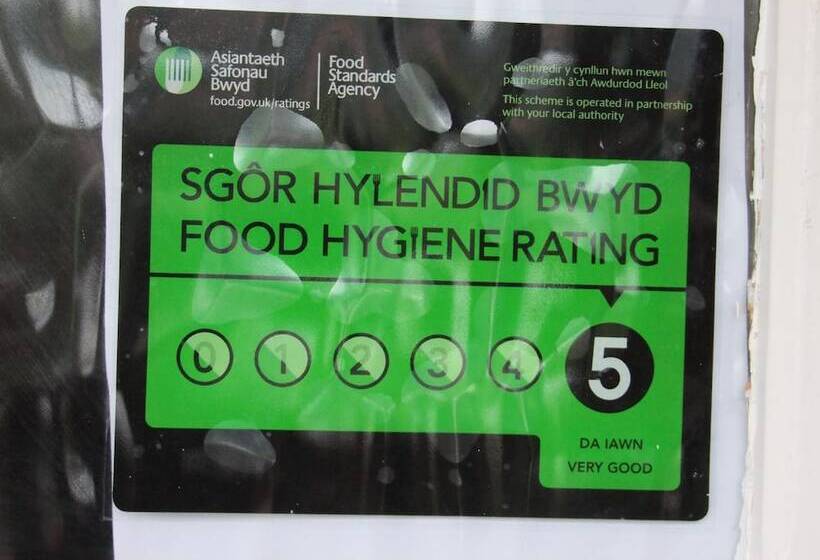 Asiantaeth
Safonau
Bwyd
food.gov.uk/ratings
Food
Standards
Agency
Gweithredir y cynllun hwn mewn
partneriaeth â'ch Awdurdod Lleol
This scheme is operated in partnership
with your local authority
SGÔR HYLENDID BWYD
FOOD HYGIENE RATING
0 1 2 3 4 5
DA IAWN
VERY GOOD